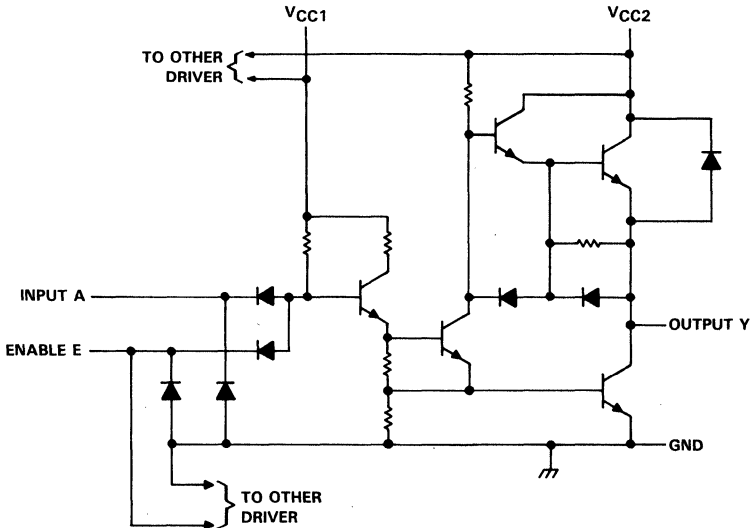 VCC1
VCC2
TO OTHER
DRIVER
INPUT A
ENABLE E
OUTPUT Y
GND
TO OTHER
DRIVER